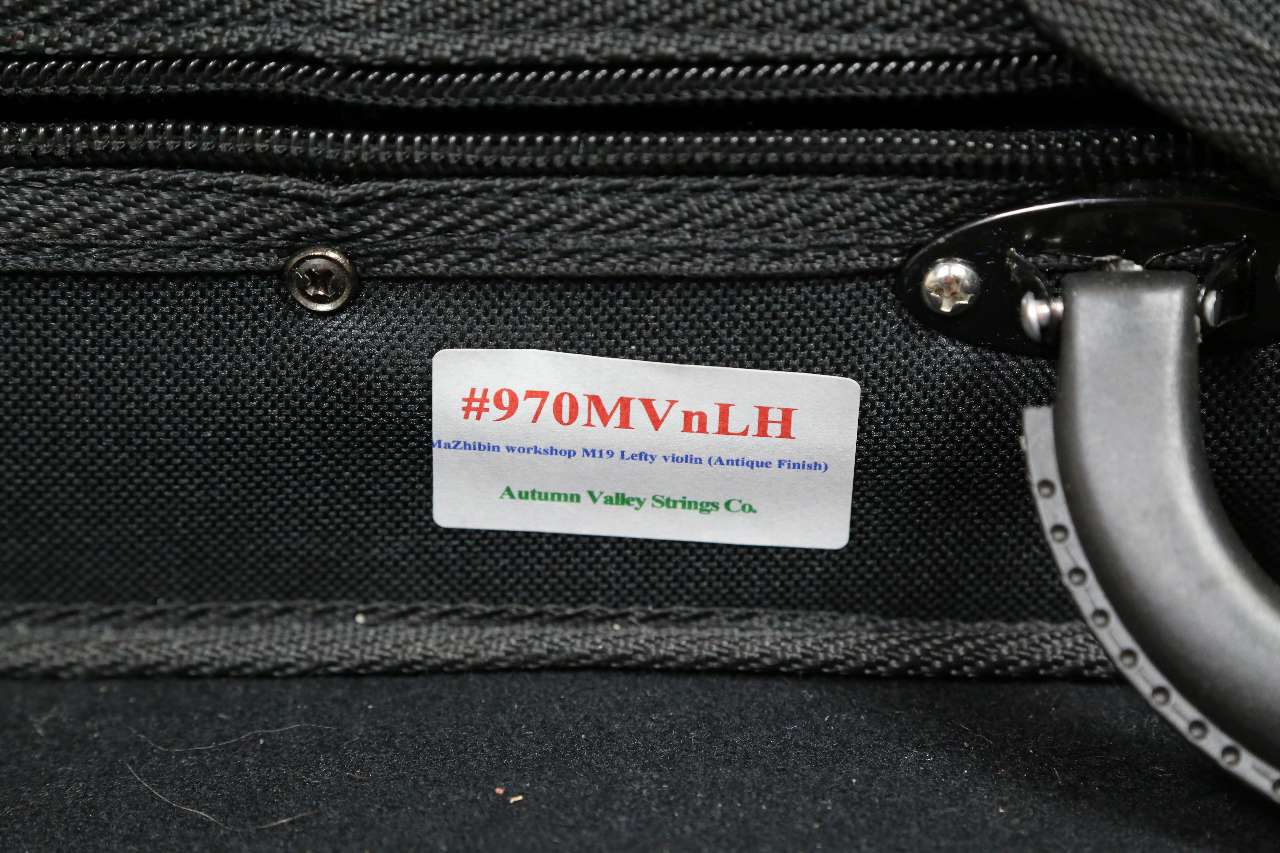 #970MVnLH
MaZhibin workshop M19 Lefty violin (Antique Finish)
Autumn Valley Strings Co.